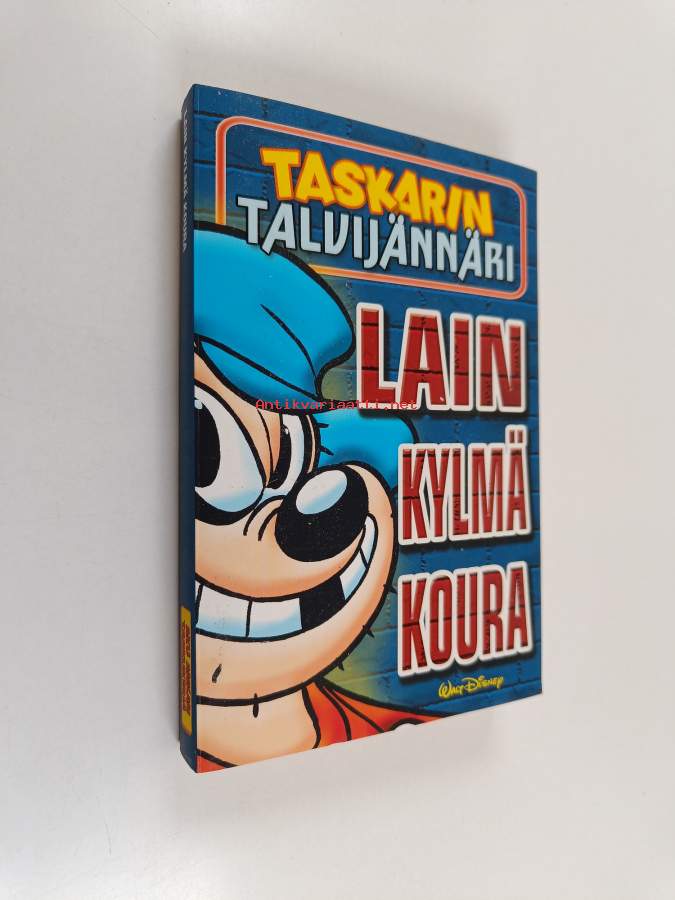 TASKARIN
TALVIJÄNNÄRI
LAIN
KYLMÄ
KOURA
Walt Disney
LAIN KYLMÄ KOURA
Antikvariaatti.net